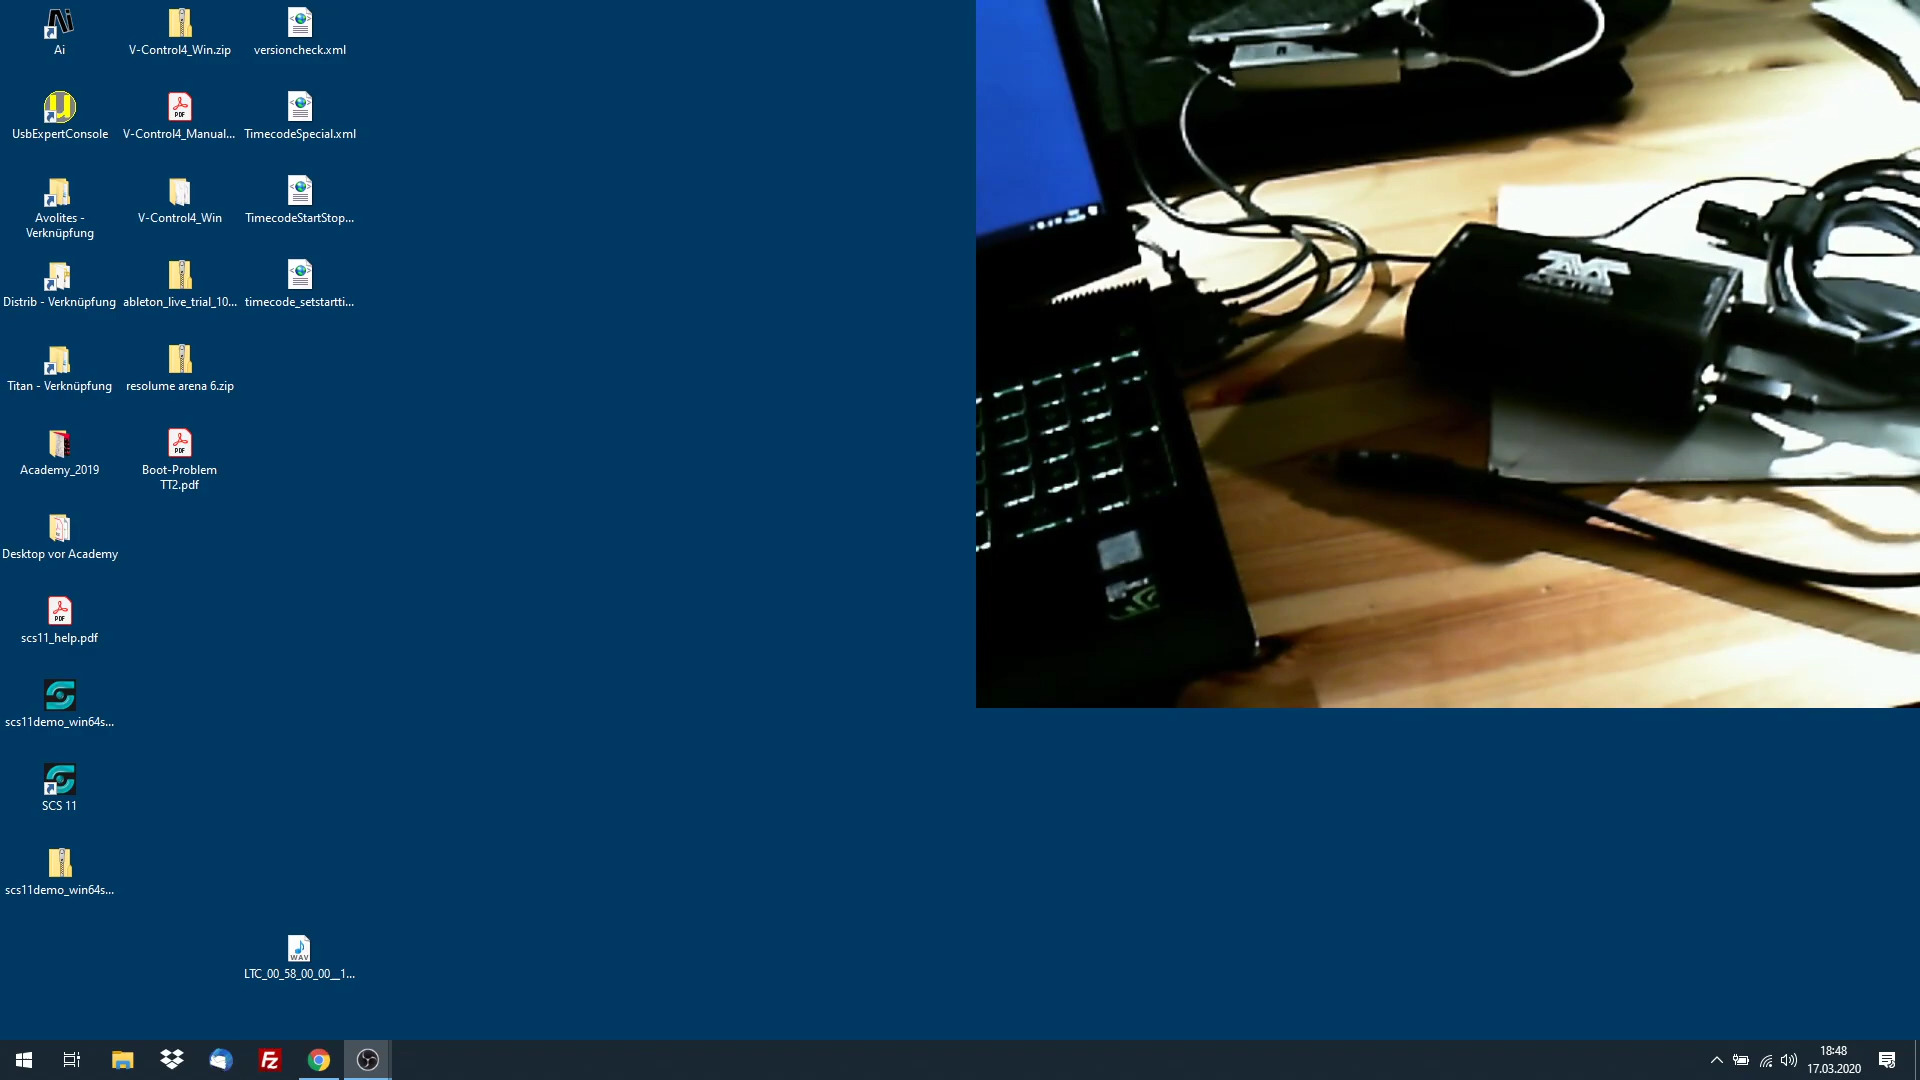 Ai
V-Control4_Win.zip
versioncheck.xml
UsbExpertConsole
V-Control4_Manual...
TimecodeSpecial.xml
Avolites -
Verknüpfung
V-Control4_Win
TimecodeStartStop...
Distrib - Verknüpfung
ableton_live_trial_10...
timecode_setstartti...
Titan - Verknüpfung
resolume arena 6.zip
Academy_2019
Boot-Problem
TT2.pdf
Desktop vor Academy
scs11_help.pdf
scs11demo_win64s...
SCS 11
scs11demo_win64s...
LTC_00_58_00_00__1...
18:48
17.03.2020